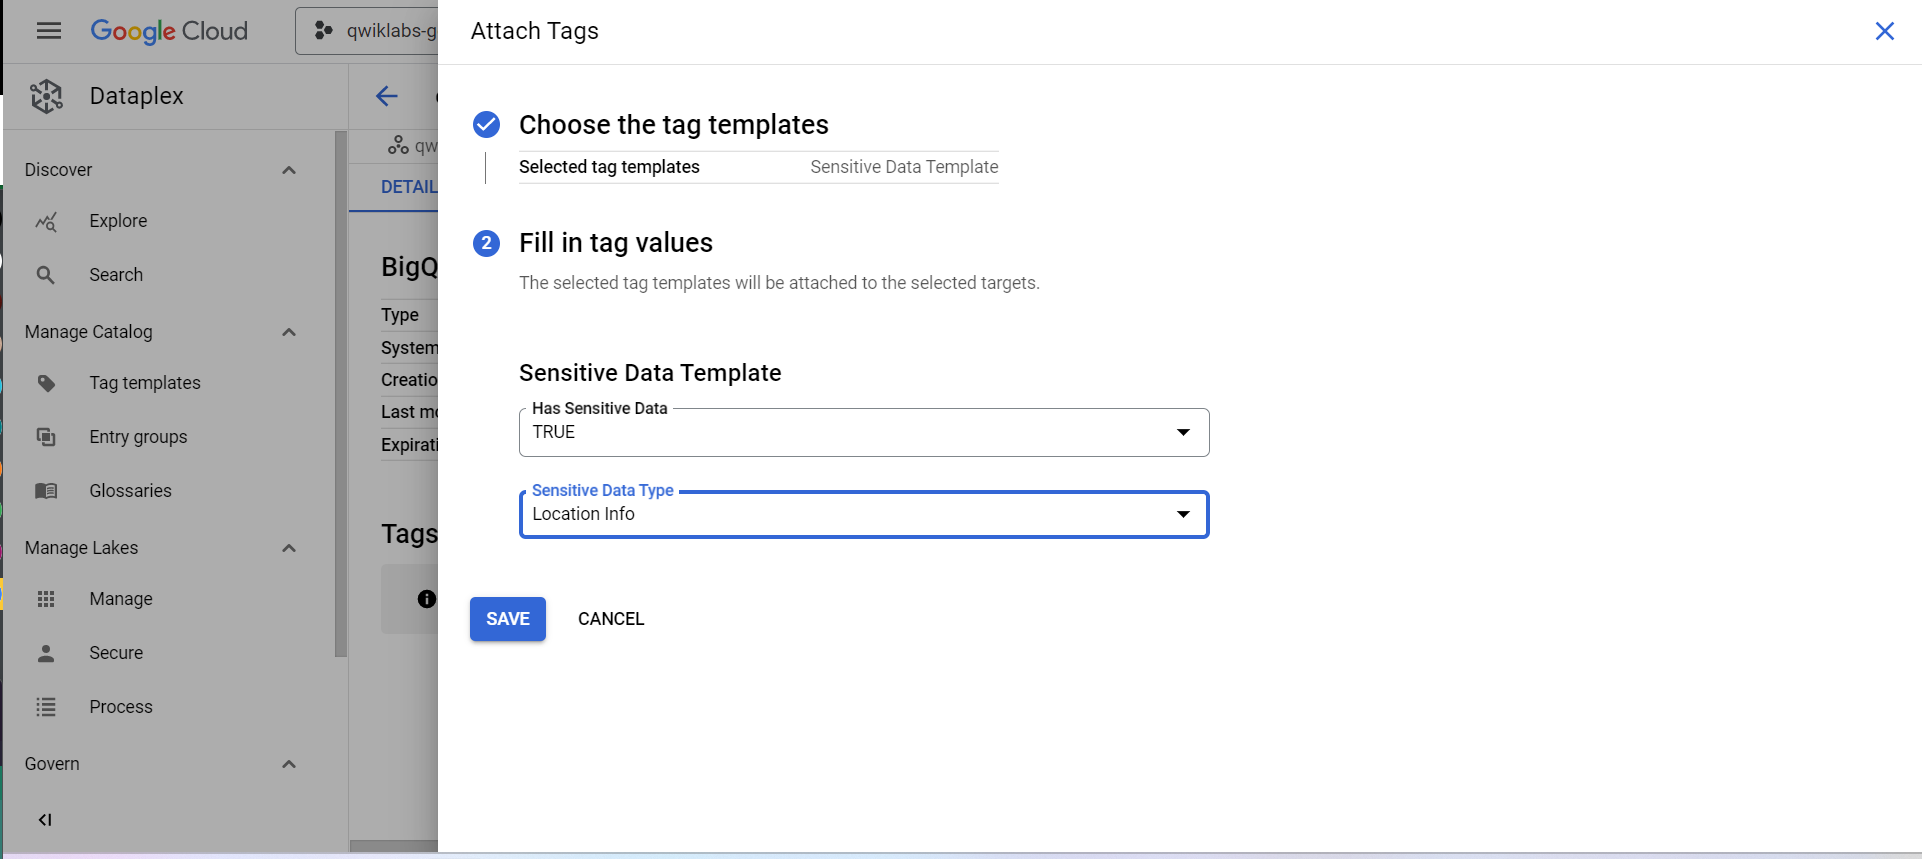 Google Cloud
qwiklabs-g
Dataplex
Discover
Explore
Search
Manage Catalog
Tag templates
Entry groups
Glossaries
Manage Lakes
Manage
Secure
Process
Govern
qw
DETAIL
BigQ
Type
System
Creatio
Last mo
Expirati
Tags
Attach Tags
Choose the tag templates
Selected tag templates Sensitive Data Template
2 Fill in tag values
The selected tag templates will be attached to the selected targets.
Sensitive Data Template
Has Sensitive Data
TRUE
Sensitive Data Type
Location Info
SAVE CANCEL